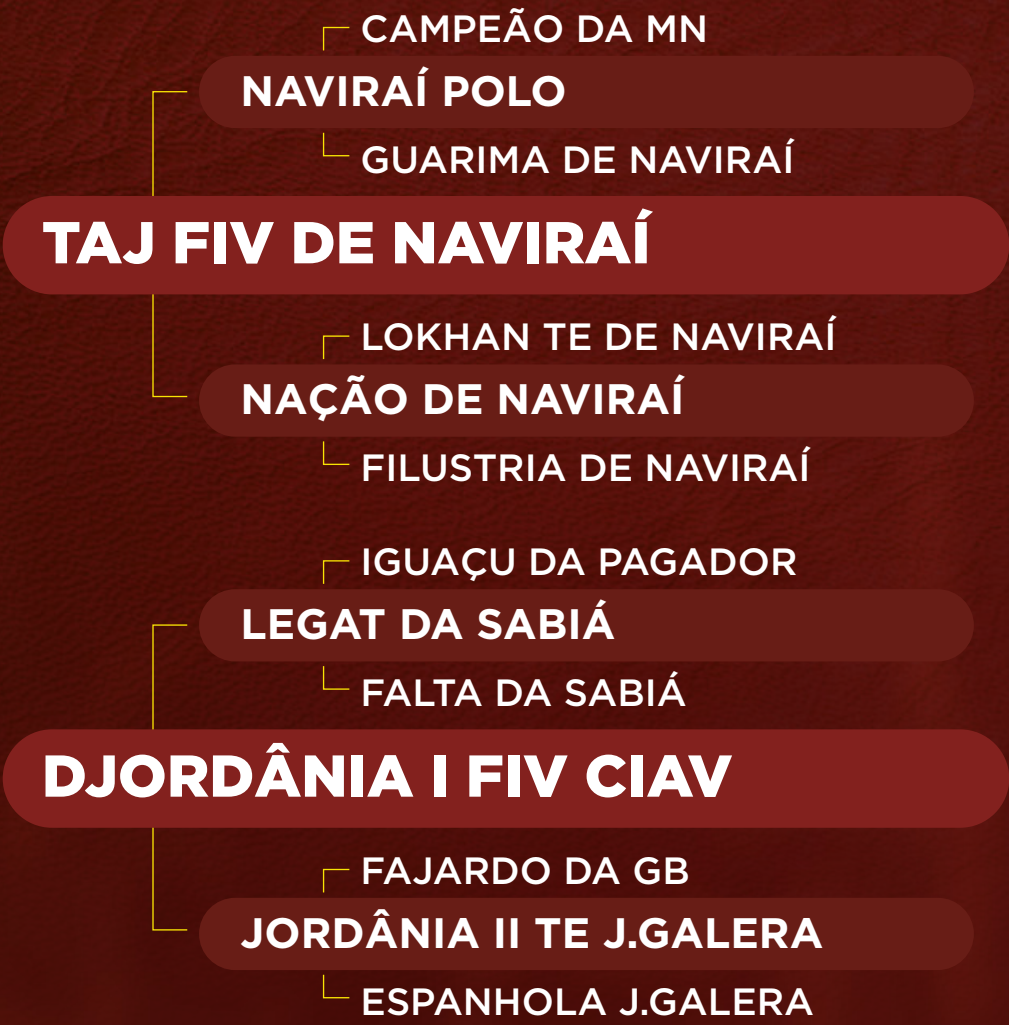 CAMPEÃO DA MN
NAVIRAÍ POLO
GUARIMA DE NAVIRAÍ
TAJ FIV DE NAVIRAÍ
LOKHAN TE DE NAVIRAÍ
NAÇÃO DE NAVIRAÍ
FILUSTRIA DE NAVIRAÍ
IGUAÇU DA PAGADOR
LEGAT DA SABIÁ
FALTA DA SABIÁ
DJORDÂNIA I FIV CIAV
FAJARDO DA GB
JORDÂNIA II TE J.GALERA
ESPANHOLA J.GALERA